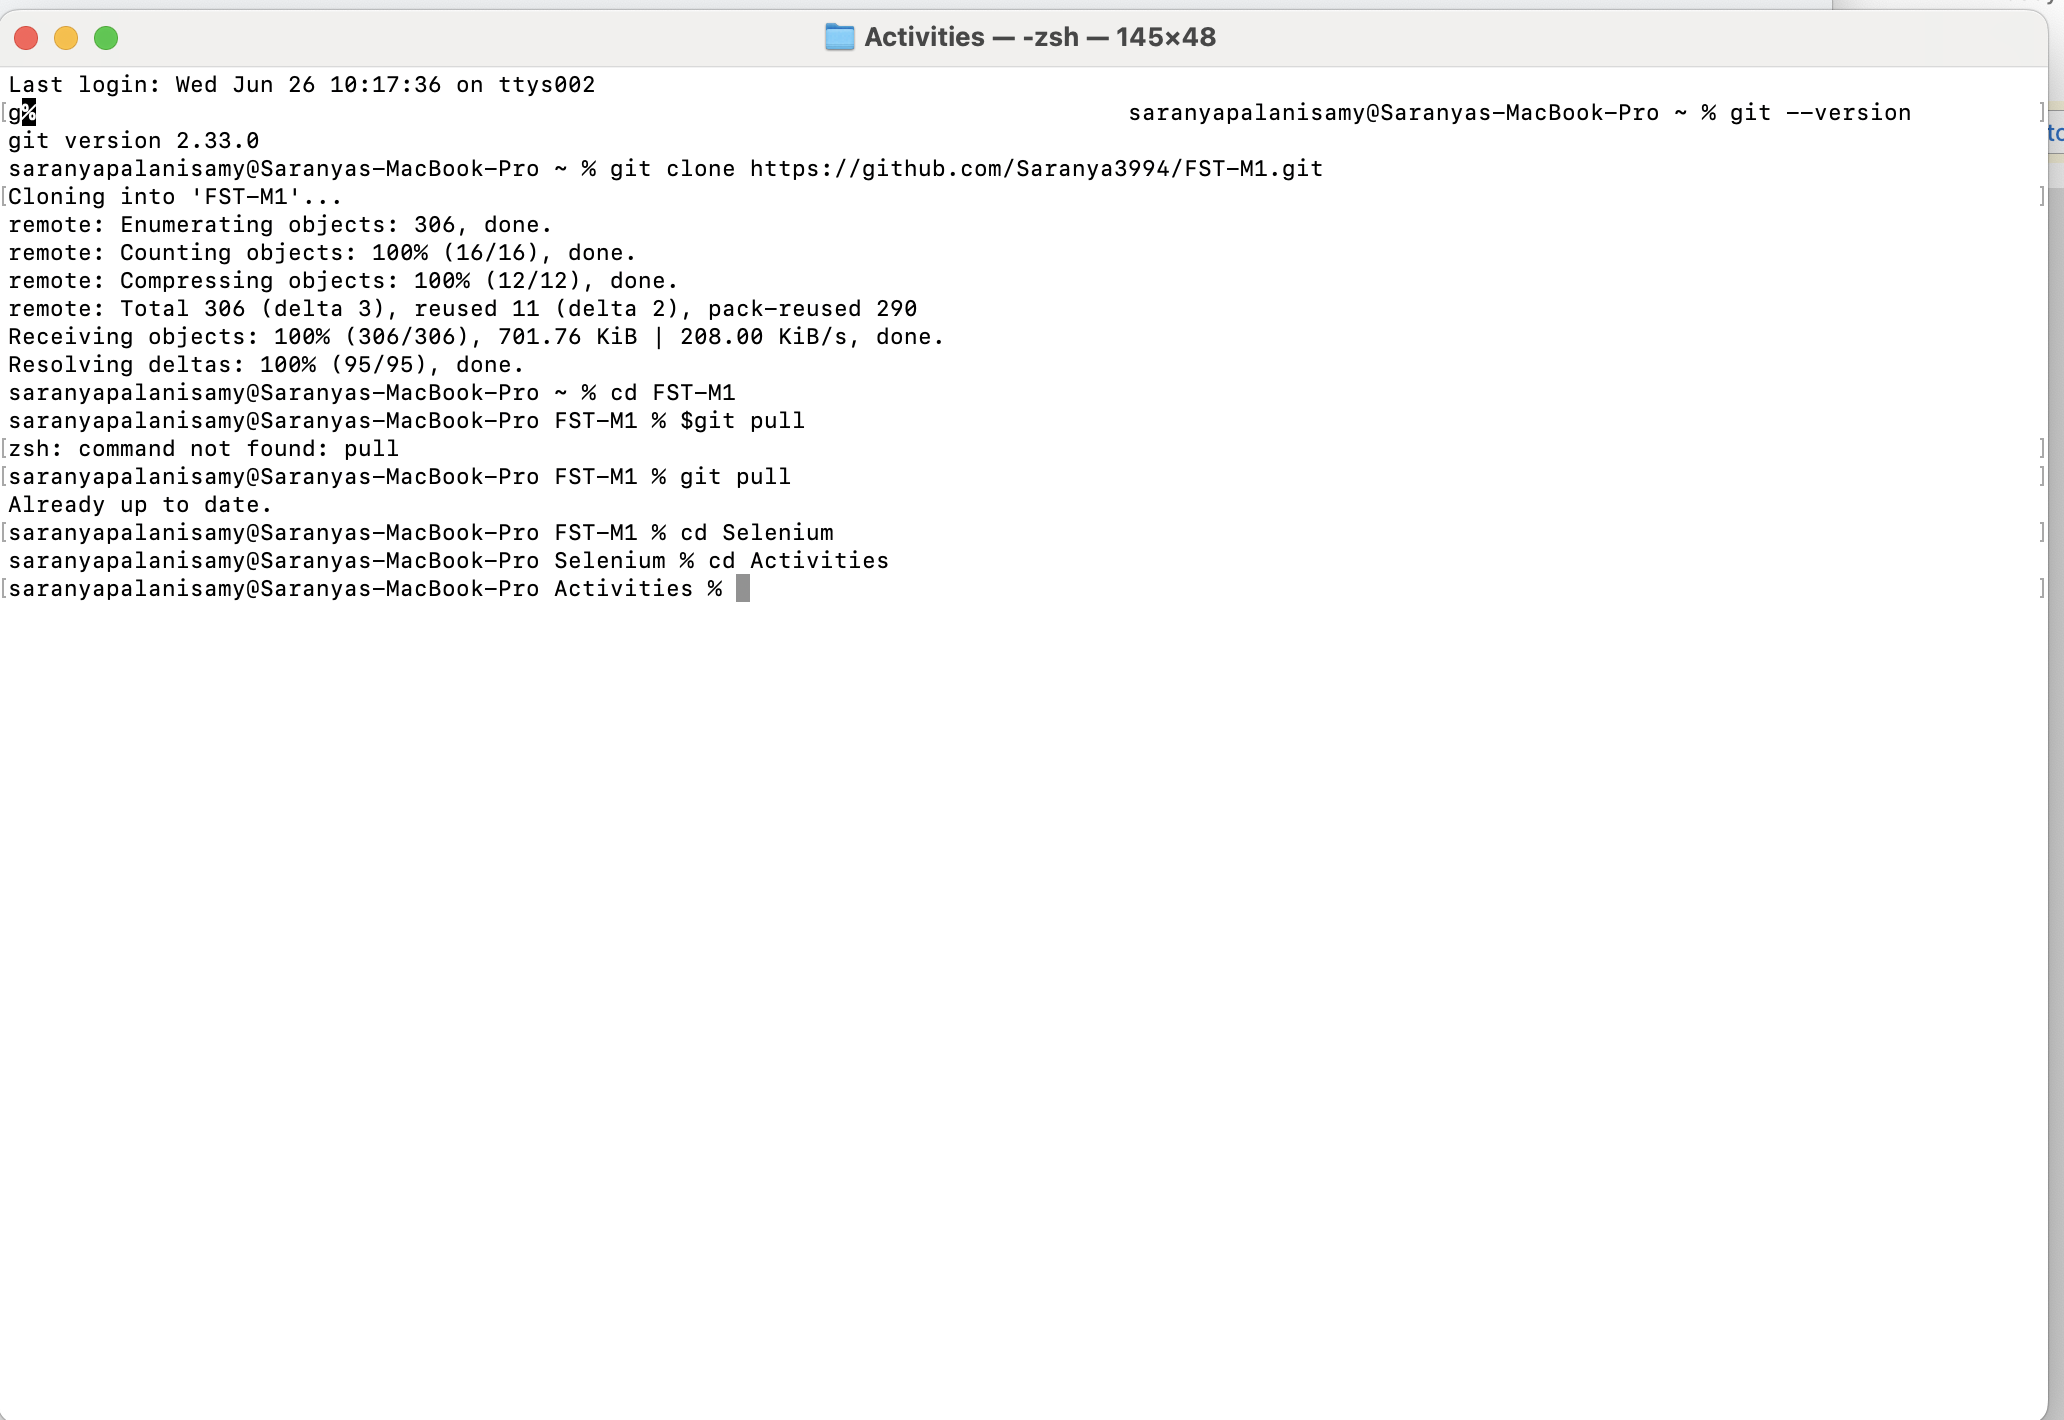 Activities — -zsh — 145×48
Last login: Wed Jun 26 10:17:36 on ttys002
g% saranyapalanisamy@Saranyas-MacBook-Pro ~ % git --version
git version 2.33.0
saranyapalanisamy@Saranyas-MacBook-Pro ~ % git clone https://github.com/Saranya3994/FST-M1.git
Cloning into 'FST-M1'...
remote: Enumerating objects: 306, done.
remote: Counting objects: 100% (16/16), done.
remote: Compressing objects: 100% (12/12), done.
remote: Total 306 (delta 3), reused 11 (delta 2), pack-reused 290
Receiving objects: 100% (306/306), 701.76 KiB | 208.00 KiB/s, done.
Resolving deltas: 100% (95/95), done.
saranyapalanisamy@Saranyas-MacBook-Pro ~ % cd FST-M1
saranyapalanisamy@Saranyas-MacBook-Pro FST-M1 % $git pull
zsh: command not found: pull
saranyapalanisamy@Saranyas-MacBook-Pro FST-M1 % git pull
Already up to date.
saranyapalanisamy@Saranyas-MacBook-Pro FST-M1 % cd Selenium
saranyapalanisamy@Saranyas-MacBook-Pro Selenium % cd Activities
saranyapalanisamy@Saranyas-MacBook-Pro Activities %